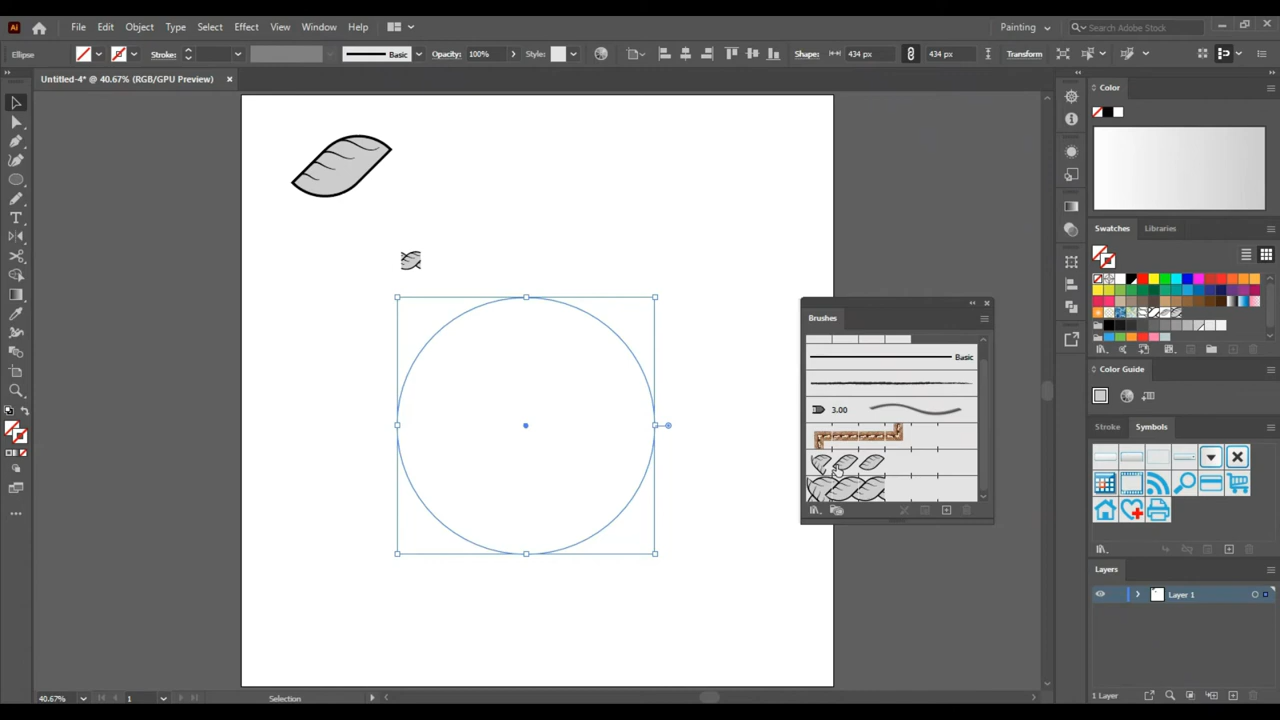 Ai File Edit Object Type Select Effect View Window Help Painting Search Adobe Stock
Ellipse Stroke: Basic Opacity: 100% Style: Shape: 434 px 434 px Transform
Untitled-4* @ 40.67% (RGB/GPU Preview)
Color
Swatches Libraries
Brushes
Basic
3.00
Color Guide
Stroke Symbols
Layers
Layer 1
1 Layer
40.67% 1 Selection